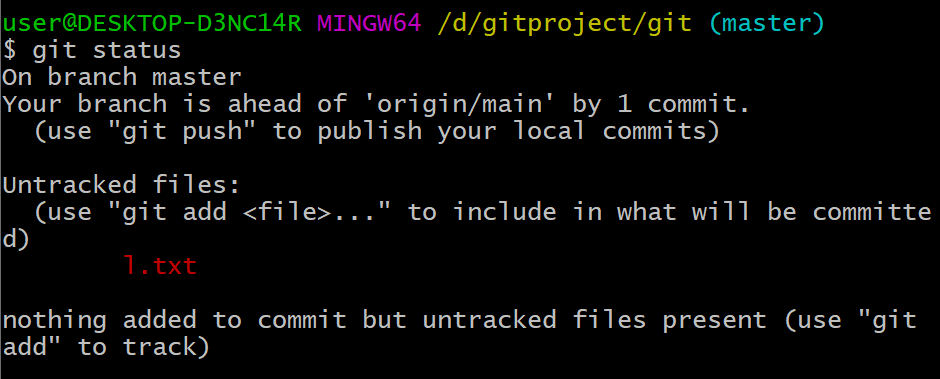 user@DESKTOP-D3NC14R MINGW64 /d/gitproject/git (master)
$ git status
On branch master
Your branch is ahead of 'origin/main' by 1 commit.
  (use "git push" to publish your local commits)

Untracked files:
  (use "git add <file>..." to include in what will be committe
d)
        l.txt

nothing added to commit but untracked files present (use "git
add" to track)